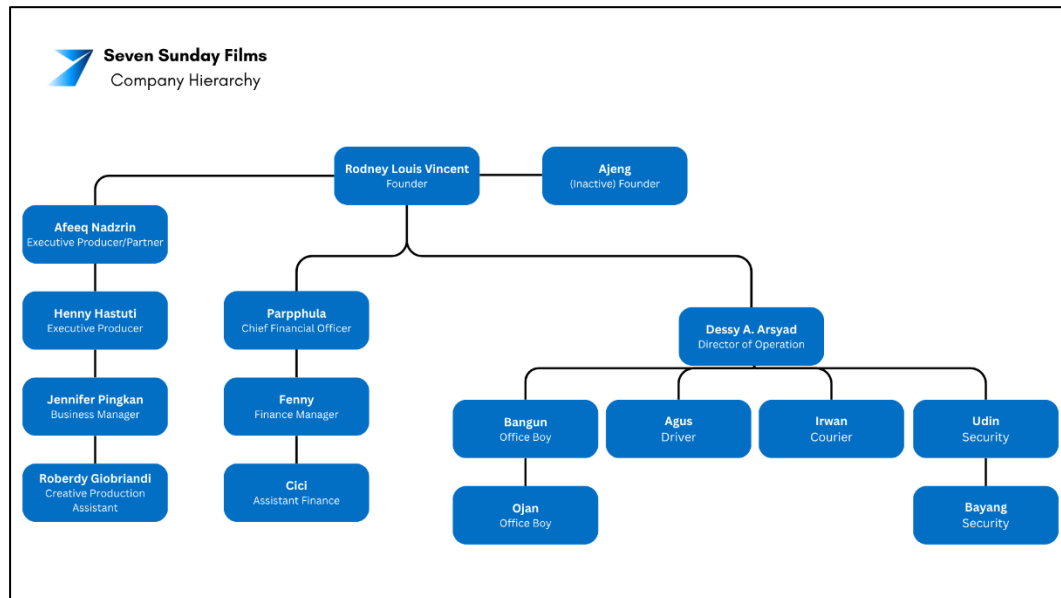 Seven Sunday Films
Company Hierarchy
Rodney Louis Vincent
Founder
Ajeng
(Inactive) Founder
Afeeq Nadzrin
Executive Producer/Partner
Henny Hastuti
Executive Producer
Jennifer Pingkan
Business Manager
Roberdy Giobriandi
Creative Production
Assistant
Parpphula
Chief Financial Officer
Fenny
Finance Manager
Cici
Assistant Finance
Dessy A. Arsyad
Director of Operation
Bangun
Office Boy
Ojan
Office Boy
Agus
Driver
Irwan
Courier
Udin
Security
Bayang
Security